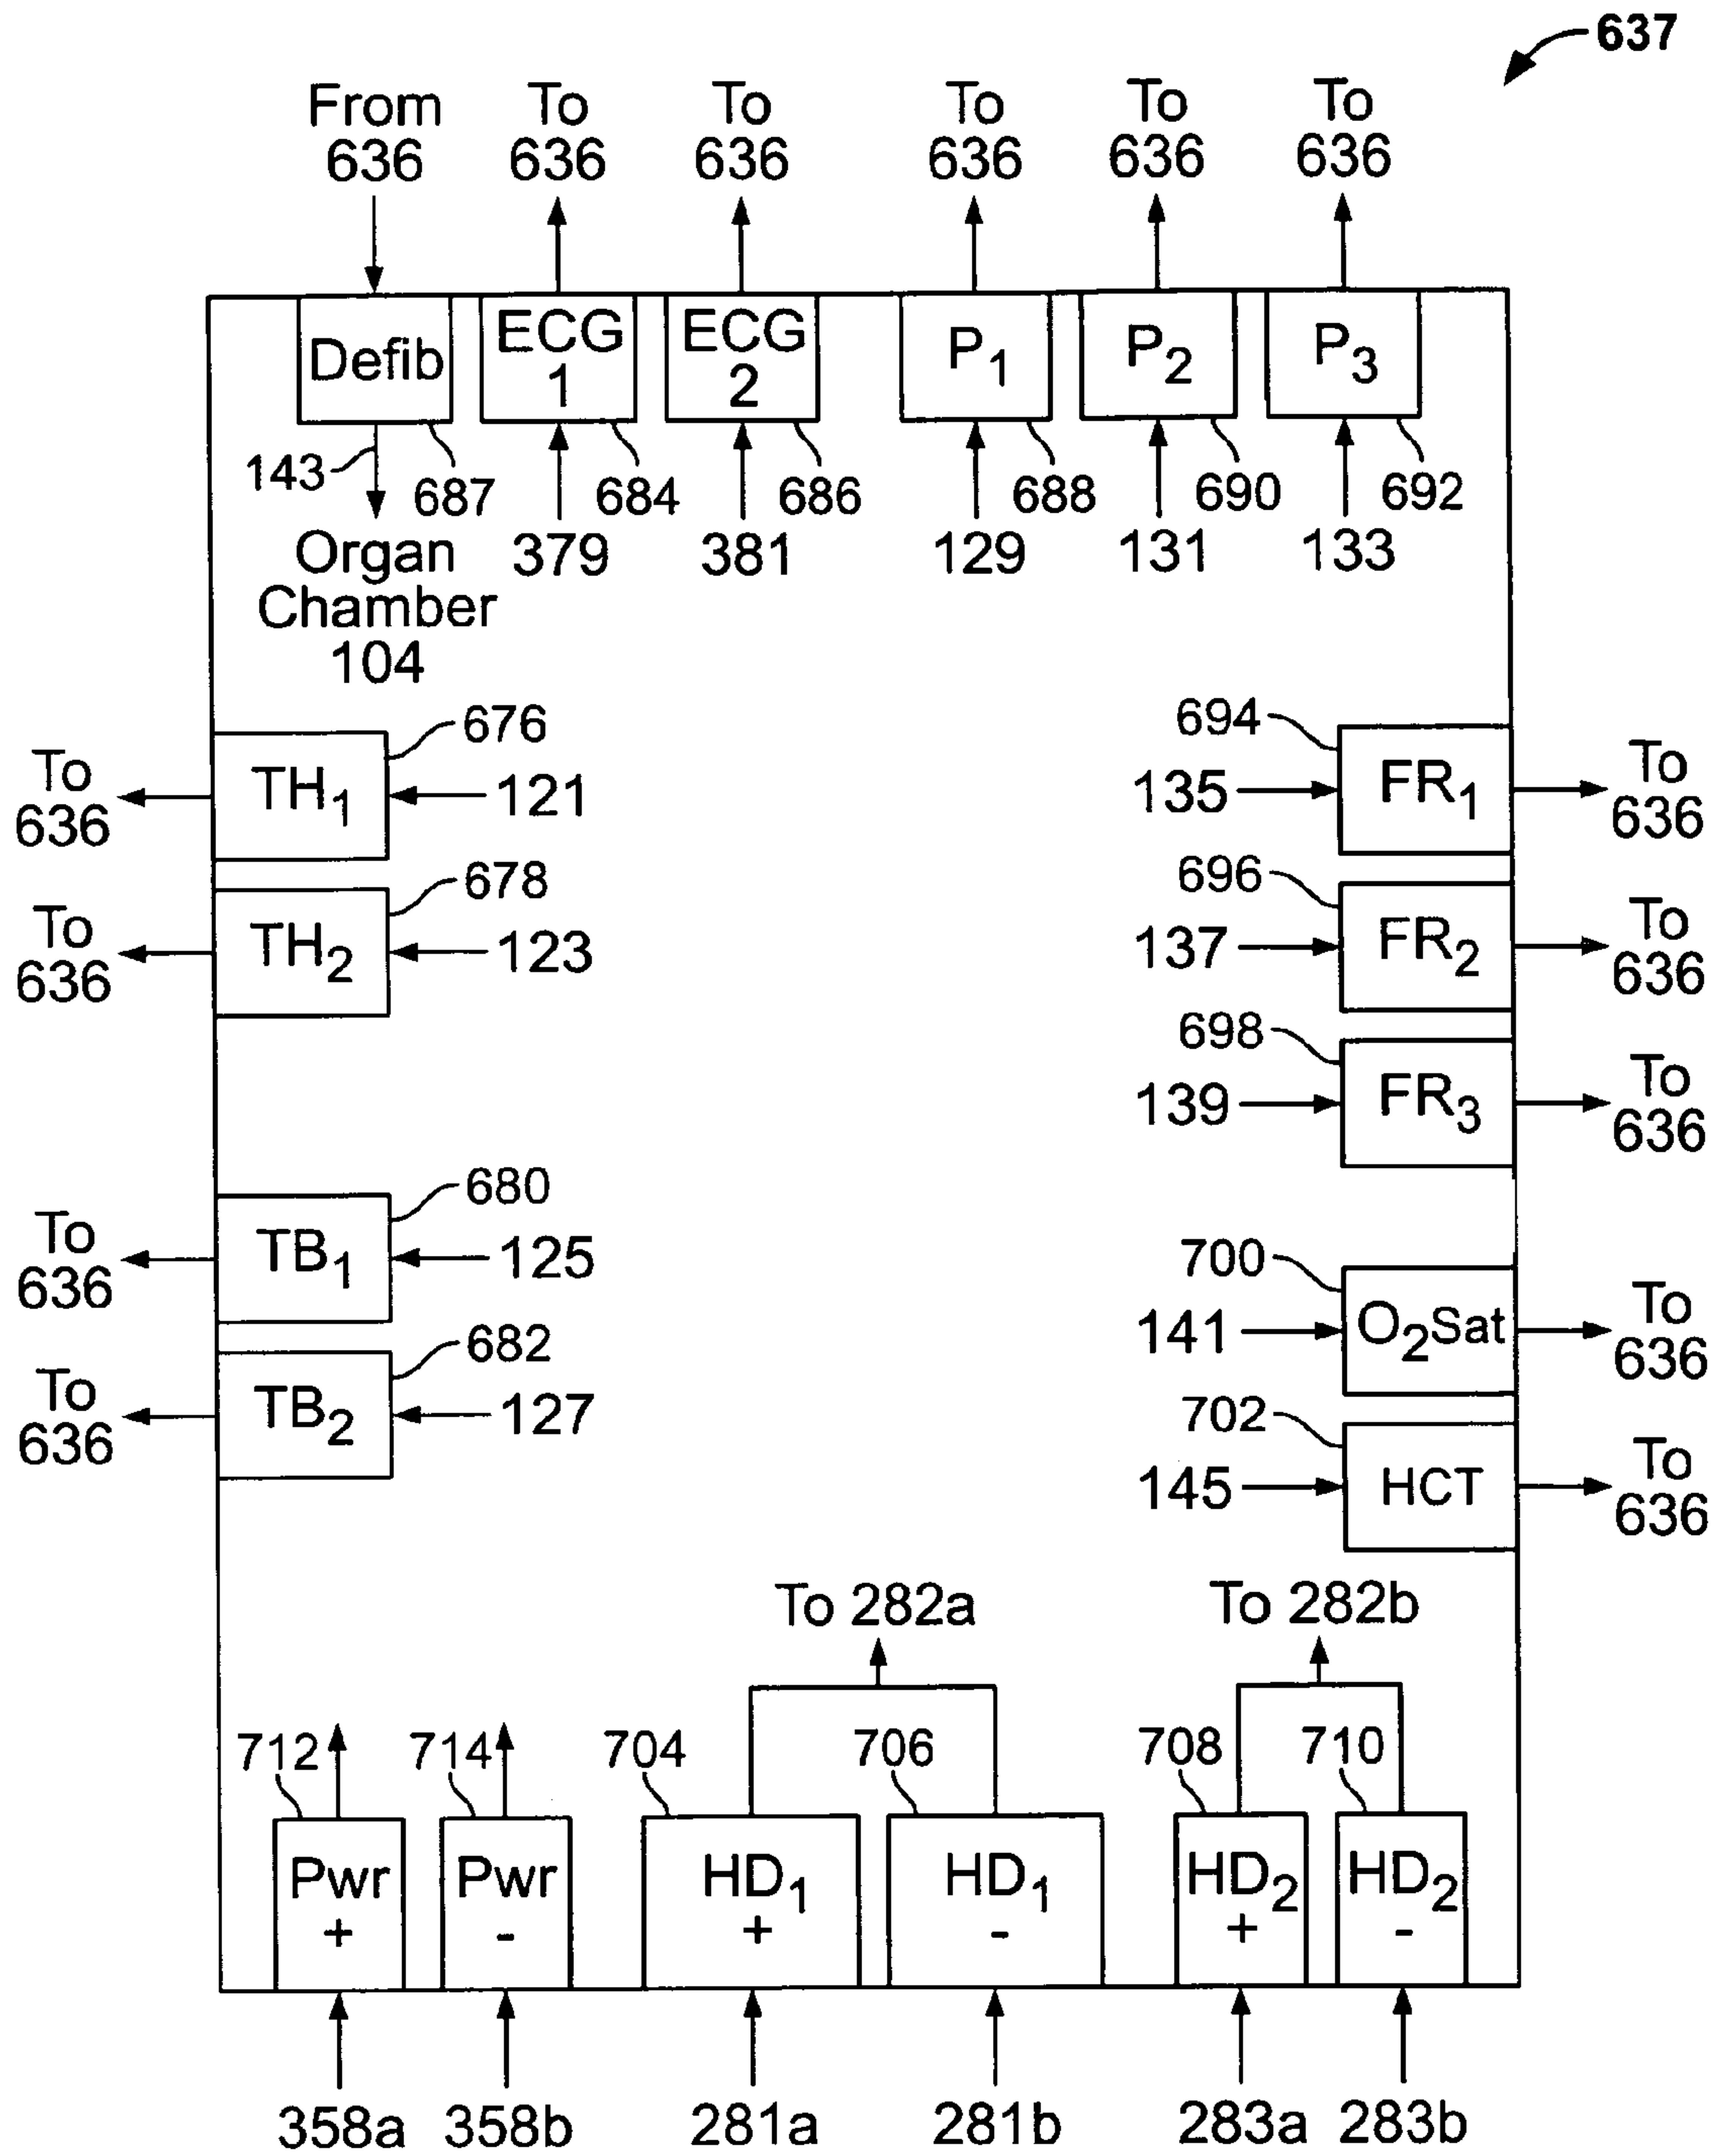 637
From
636
To
636
To
636
To
636
To
636
To
636
Defib
ECG
1
ECG
2
P1
P2
P3
143
687
684
686
688
690
692
Organ
Chamber
104
379
381
129
131
133
676
To
636
TH1
121
694
135
FR1
To
636
678
To
636
TH2
123
696
137
FR2
To
636
698
139
FR3
To
636
680
To
636
TB1
125
700
141
O2Sat
To
636
682
To
636
TB2
127
702
145
HCT
To
636
To 282a
To 282b
712
714
704
706
708
710
Pwr
+
Pwr
-
HD1
+
HD1
-
HD2
+
HD2
-
358a
358b
281a
281b
283a
283b